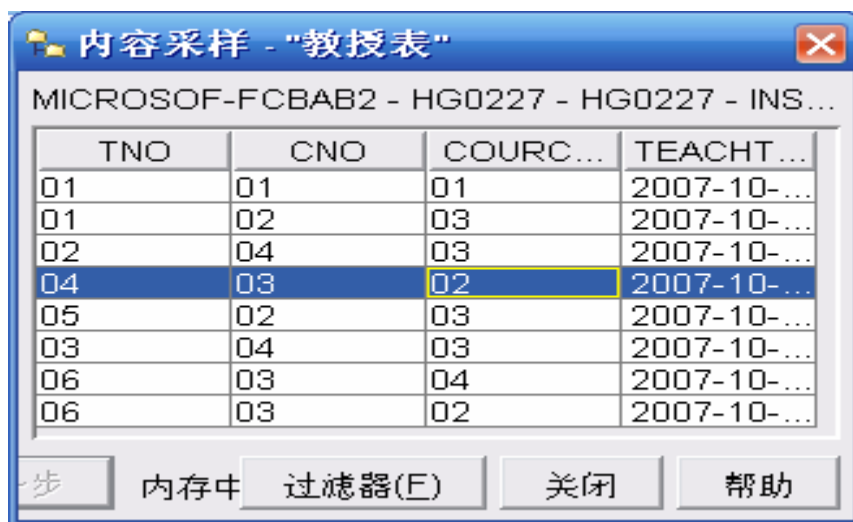 内容采样 - "教授表"
MICROSOF-FCBAB2 - HG0227 - HG0227 - INS...
TNO CNO COURC... TEACHT...
01 01 01 2007-10-...
01 02 03 2007-10-...
02 04 03 2007-10-...
04 03 02 2007-10-...
05 02 03 2007-10-...
03 04 03 2007-10-...
06 03 04 2007-10-...
06 03 02 2007-10-...
步 内存中 过滤器(F) 关闭 帮助